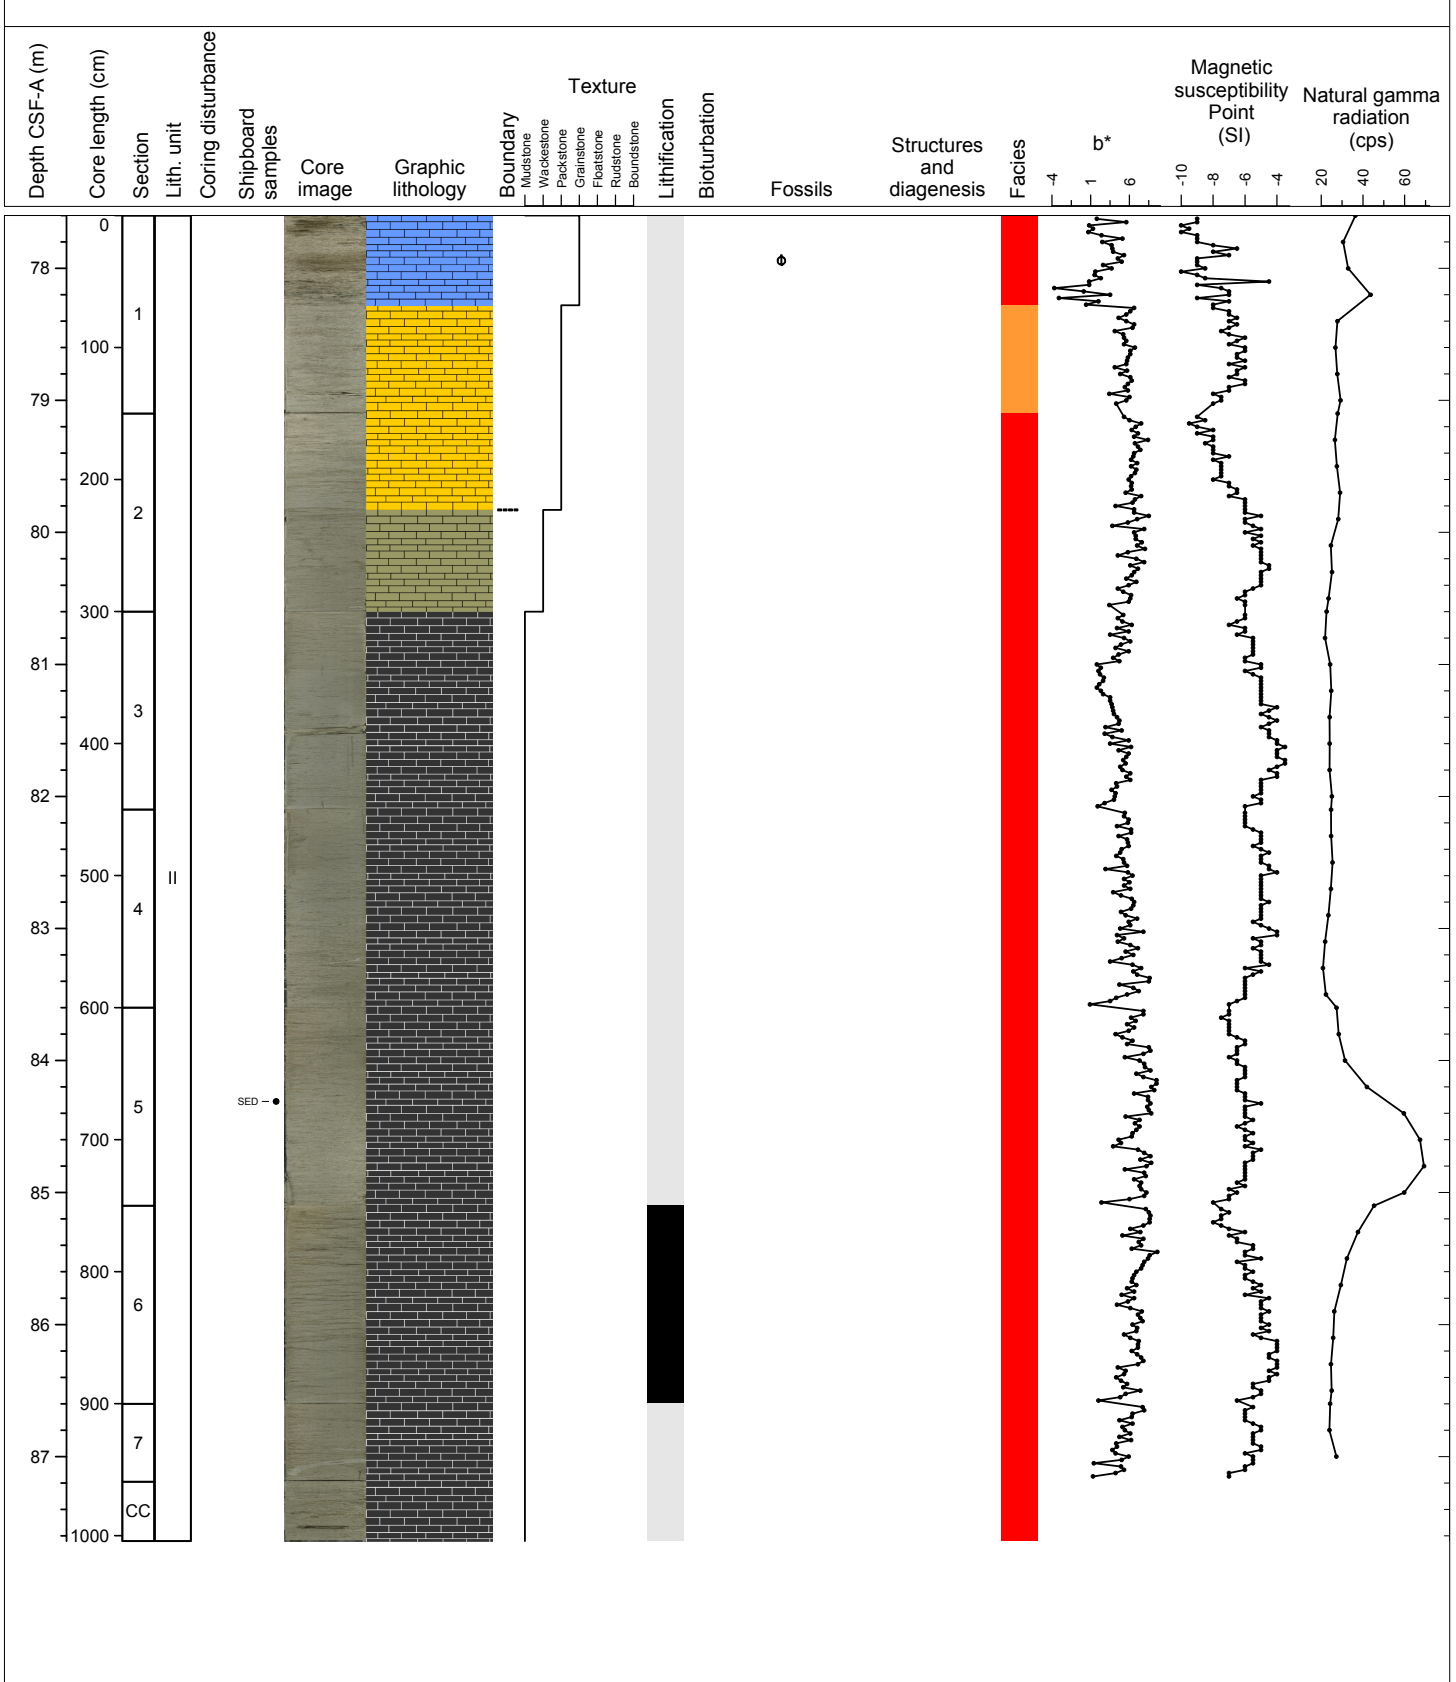 Depth CSF-A (m)
Core length (cm)
Section
Lith. unit
Coring disturbance
Shipboard
samples
Core
image
Graphic
lithology
Boundary
Texture
Mudstone
Wackestone
Packstone
Grainstone
Floatstone
Rudstone
Boundstone
Lithification
Bioturbation
Fossils
Structures
and
diagenesis
Facies
b*
-4 1 6
Magnetic
susceptibility
Point
(SI)
-10 -8 -6 -4
Natural gamma
radiation
(cps)
20 40 60
0
78
1
100
79
200
2
80
300
81
3
400
82
II
500
4
83
600
84
SED
5
700
85
800
6
86
900
7
87
CC
1000